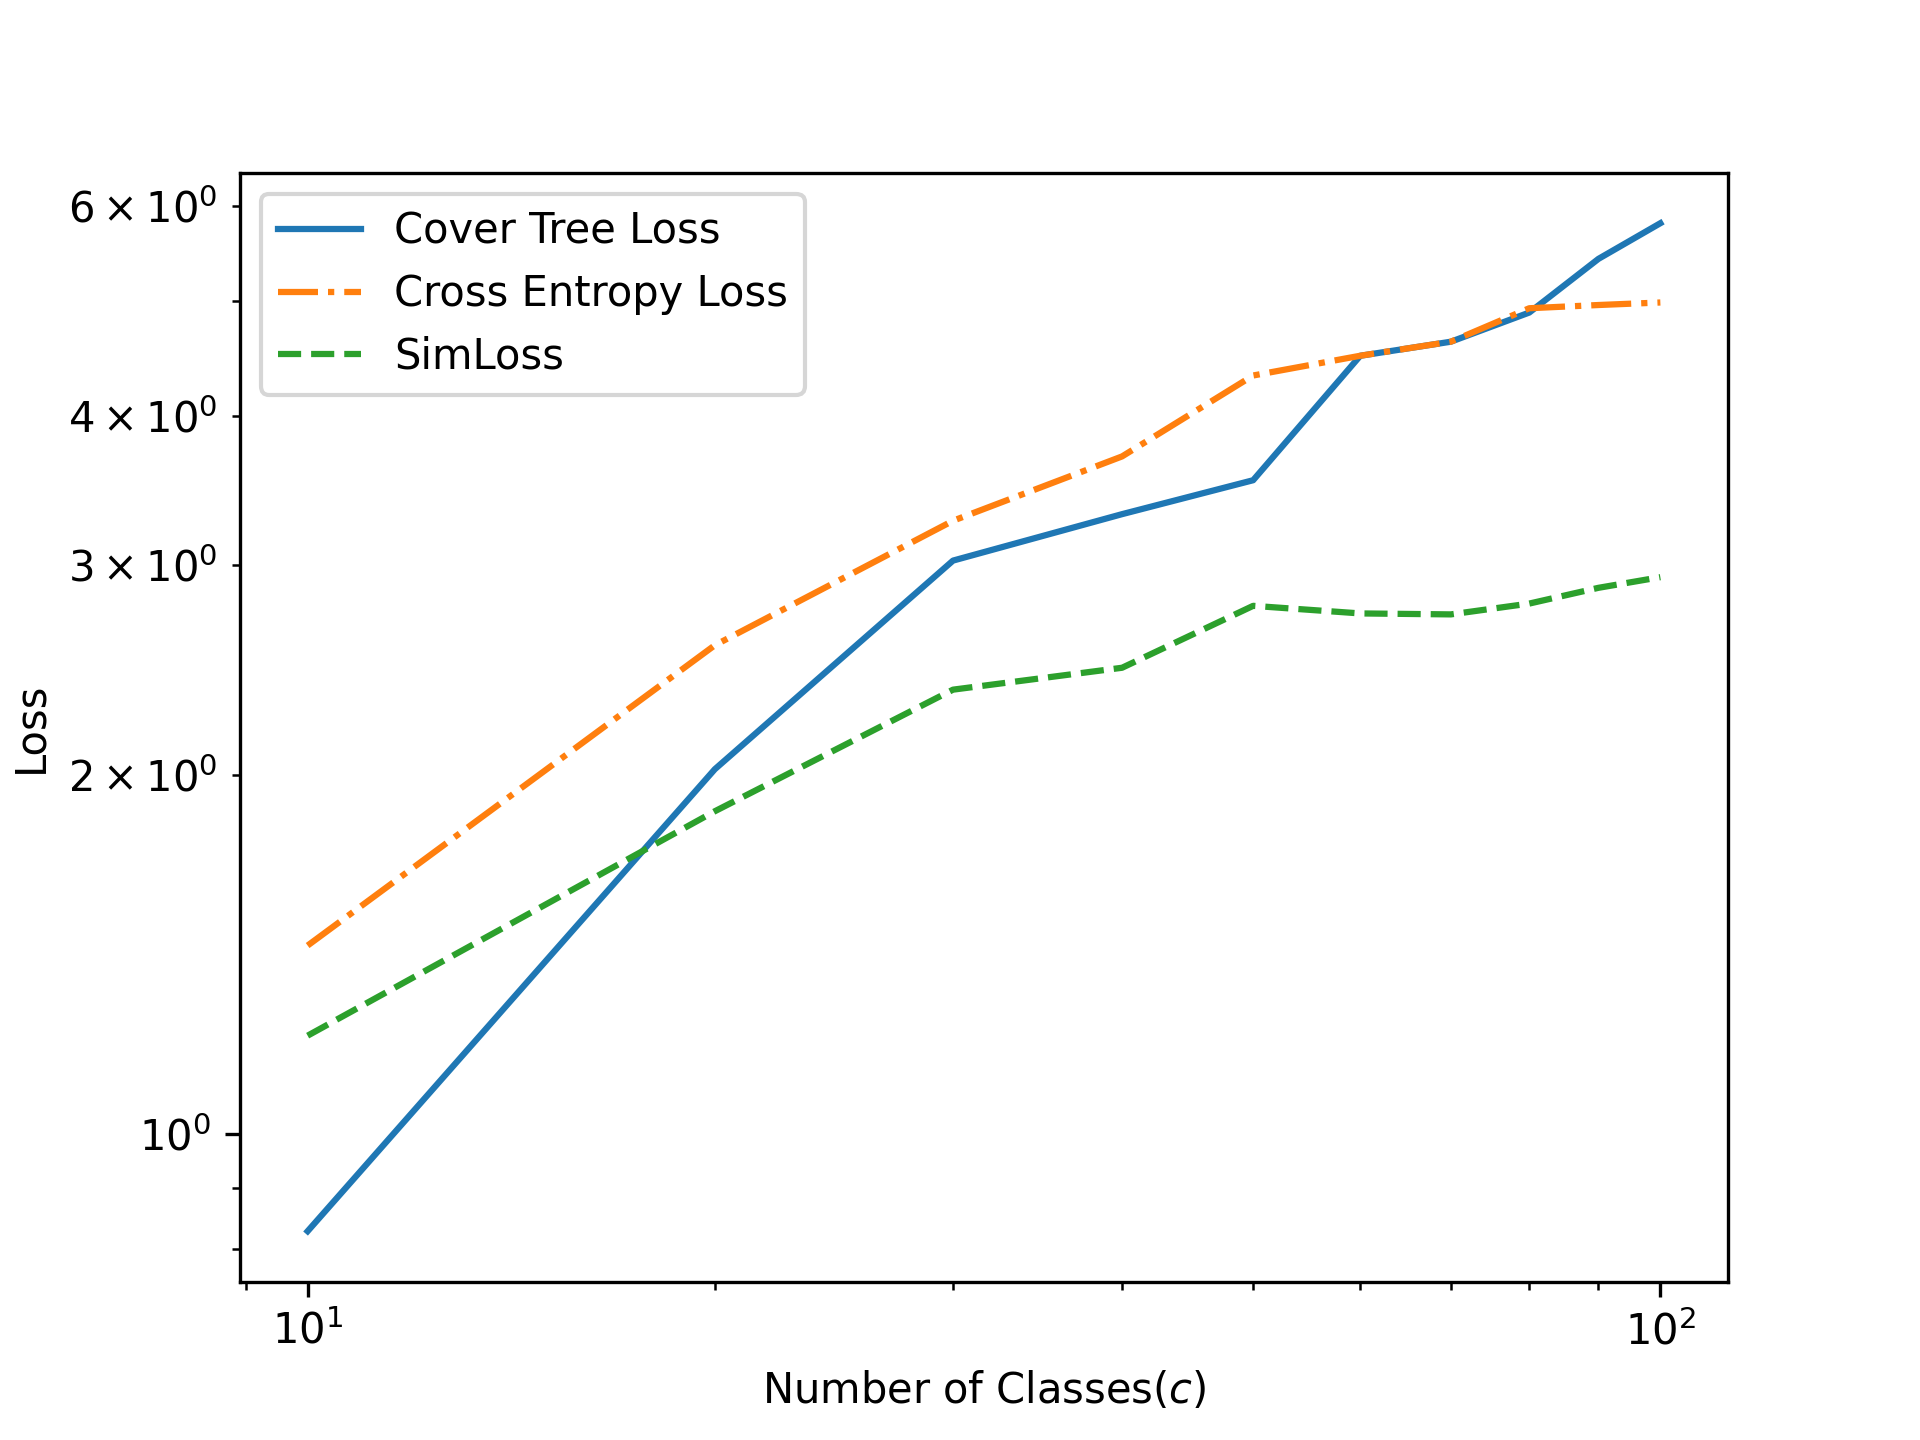 Cover Tree Loss
Cross Entropy Loss
SimLoss
6 × 10⁰
4 × 10⁰
3 × 10⁰
2 × 10⁰
10⁰
Loss
10¹
10²
Number of Classes(c)